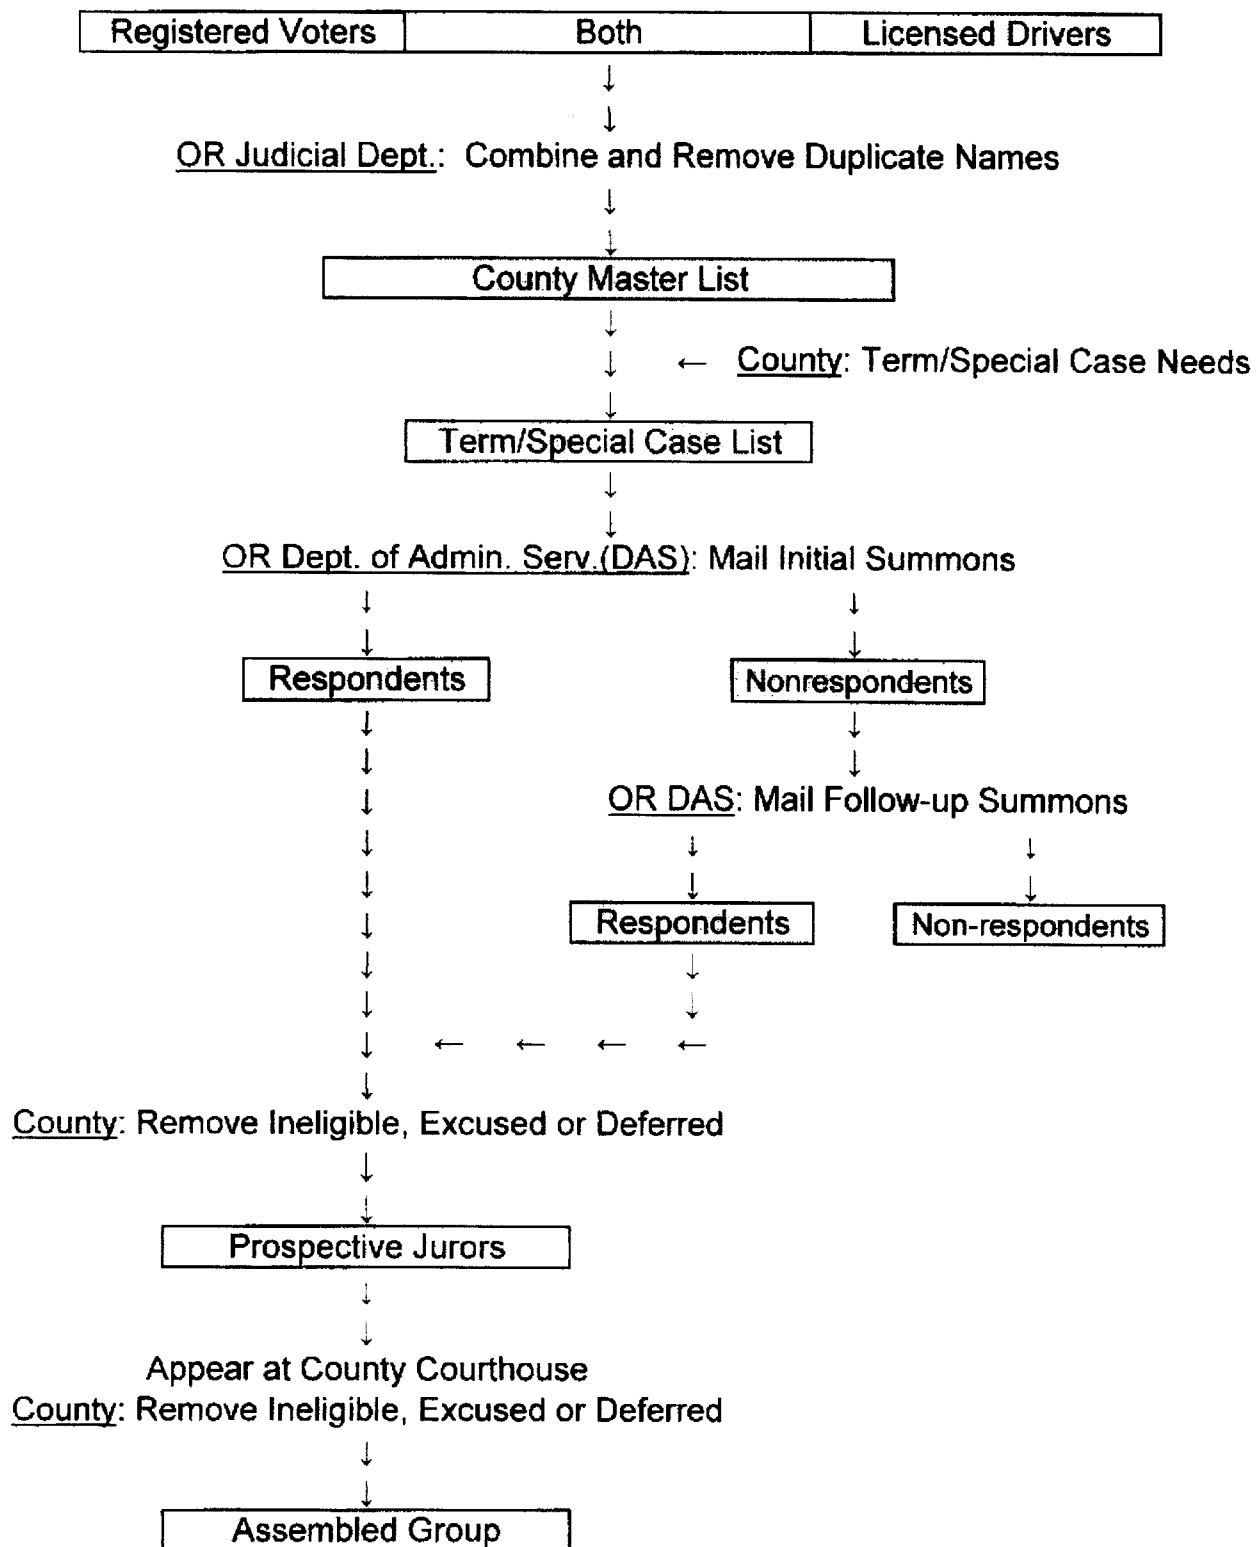 Registered Voters Both Licensed Drivers
OR Judicial Dept.: Combine and Remove Duplicate Names
County Master List
← County: Term/Special Case Needs
Term/Special Case List
OR Dept. of Admin. Serv.(DAS): Mail Initial Summons
Respondents Nonrespondents
OR DAS: Mail Follow-up Summons
Respondents Non-respondents
County: Remove Ineligible, Excused or Deferred
Prospective Jurors
Appear at County Courthouse
County: Remove Ineligible, Excused or Deferred
Assembled Group